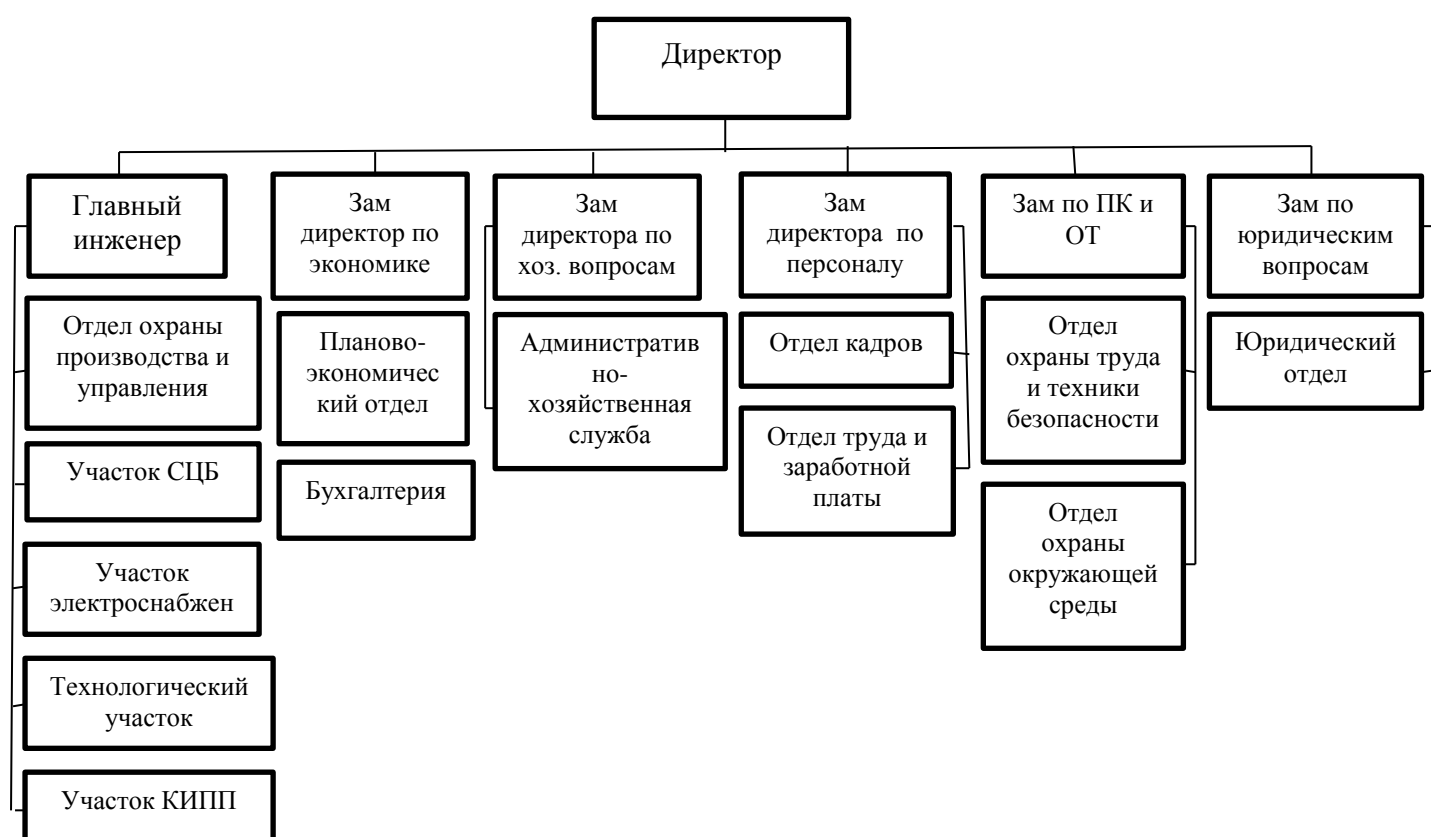 Директор
Главный
инженер
Зам
директор по
экономике
Зам
директора по
хоз. вопросам
Зам
директора по
персоналу
Зам по ПК и
ОТ
Зам по
юридическим
вопросам
Отдел охраны
производства и
управления
Участок СЦБ
Участок
электроснабжен
Технологический
участок
Участок КИПП
Планово-
экономичес
кий отдел
Бухгалтерия
Административ
но-
хозяйственная
служба
Отдел кадров
Отдел труда и
заработной
платы
Отдел
охраны труда
и техники
безопасности
Отдел
охраны
окружающей
среды
Юридический
отдел